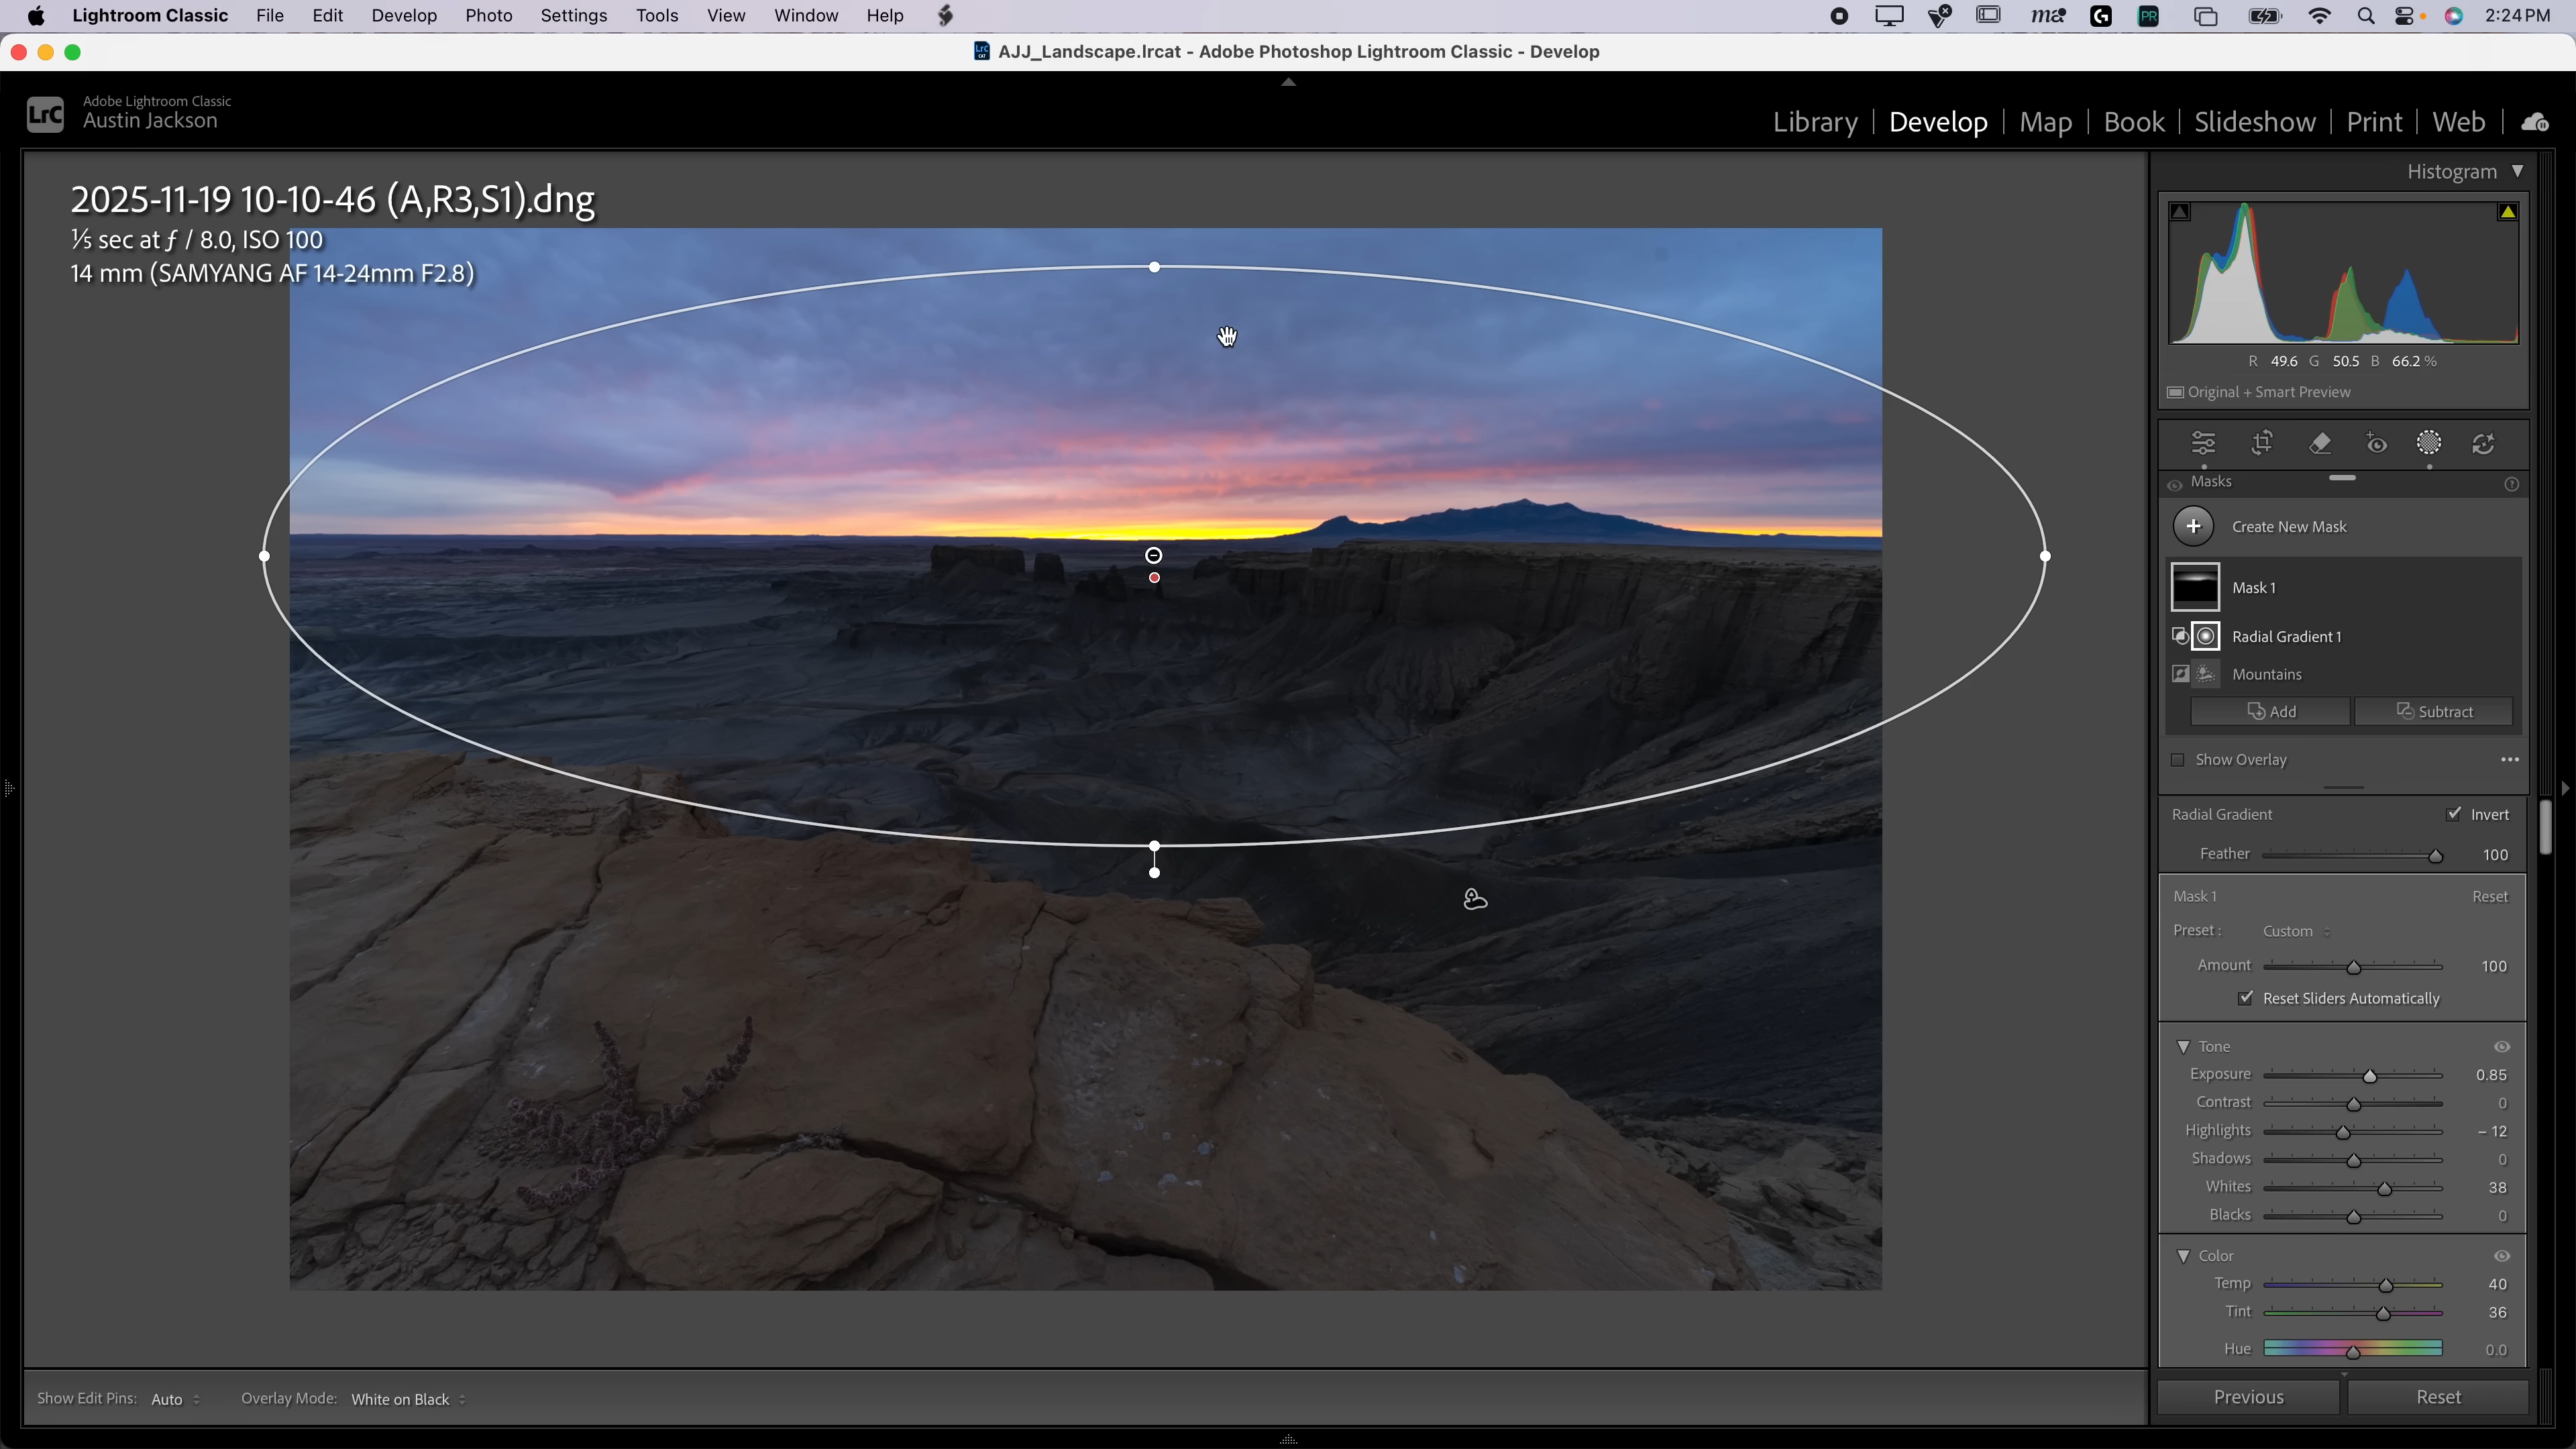 Lightroom Classic File Edit Develop Photo Settings Tools View Window Help 2:24 PM
AJJ_Landscape.lrcat - Adobe Photoshop Lightroom Classic - Develop
LrC
Adobe Lightroom Classic
Austin Jackson
Library | Develop | Map | Book | Slideshow | Print | Web
2025-11-19 10-10-46 (A,R3,S1).dng
⅕ sec at ƒ / 8.0, ISO 100
14 mm (SAMYANG AF 14-24mm F2.8)
Histogram
R 49.6 G 50.5 B 66.2 %
Original + Smart Preview
Masks
Create New Mask
Mask 1
Radial Gradient 1
Mountains
Add Subtract
Show Overlay
Radial Gradient Invert
Feather 100
Mask 1 Reset
Preset : Custom
Amount 100
Reset Sliders Automatically
Tone
Exposure 0.85
Contrast 0
Highlights – 12
Shadows 0
Whites 38
Blacks 0
Color
Temp 40
Tint 36
Hue 0.0
Show Edit Pins: Auto Overlay Mode: White on Black
Previous Reset